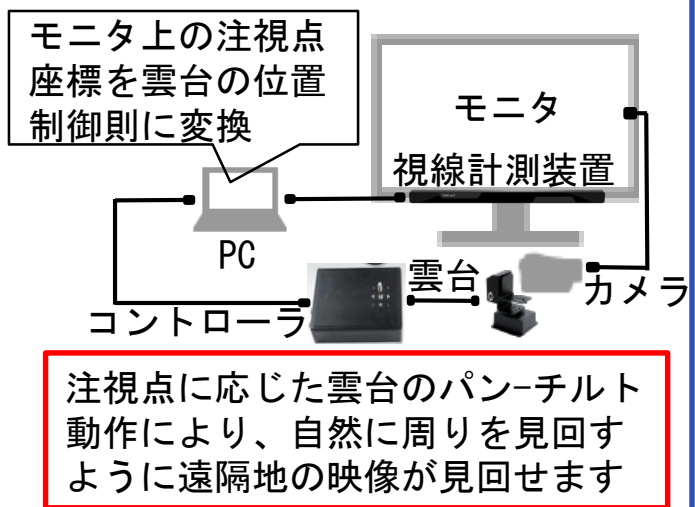 モニタ上の注視点
座標を雲台の位置
制御則に変換
モニタ
視線計測装置
PC
雲台
カメラ
コントローラ
注視点に応じた雲台のパン-チルト
動作により、自然に周りを見回す
ように遠隔地の映像が見回せます